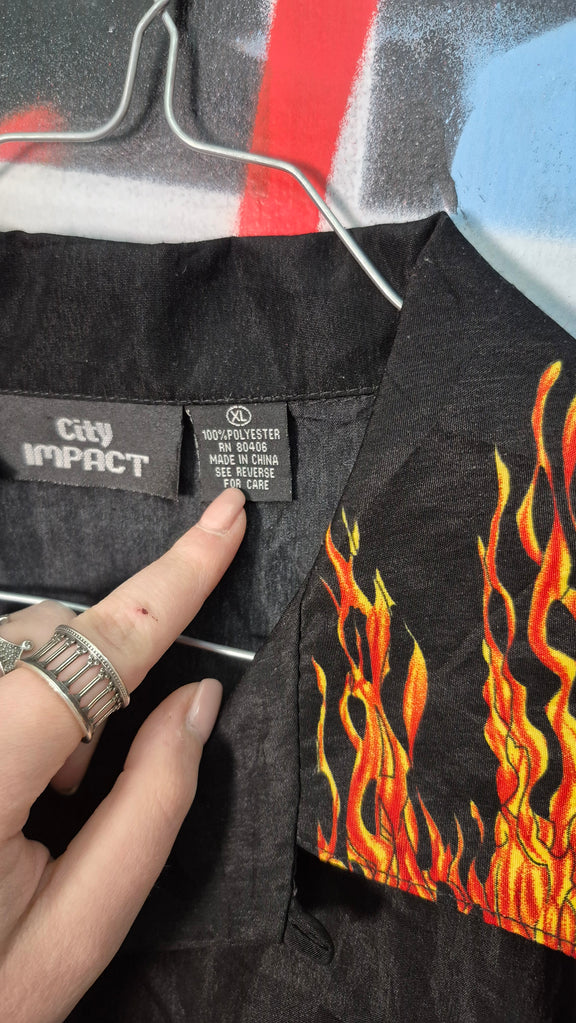 City
IMPACT
XL
100%POLYESTER
RN 80406
MADE IN CHINA
SEE REVERSE
FOR CARE